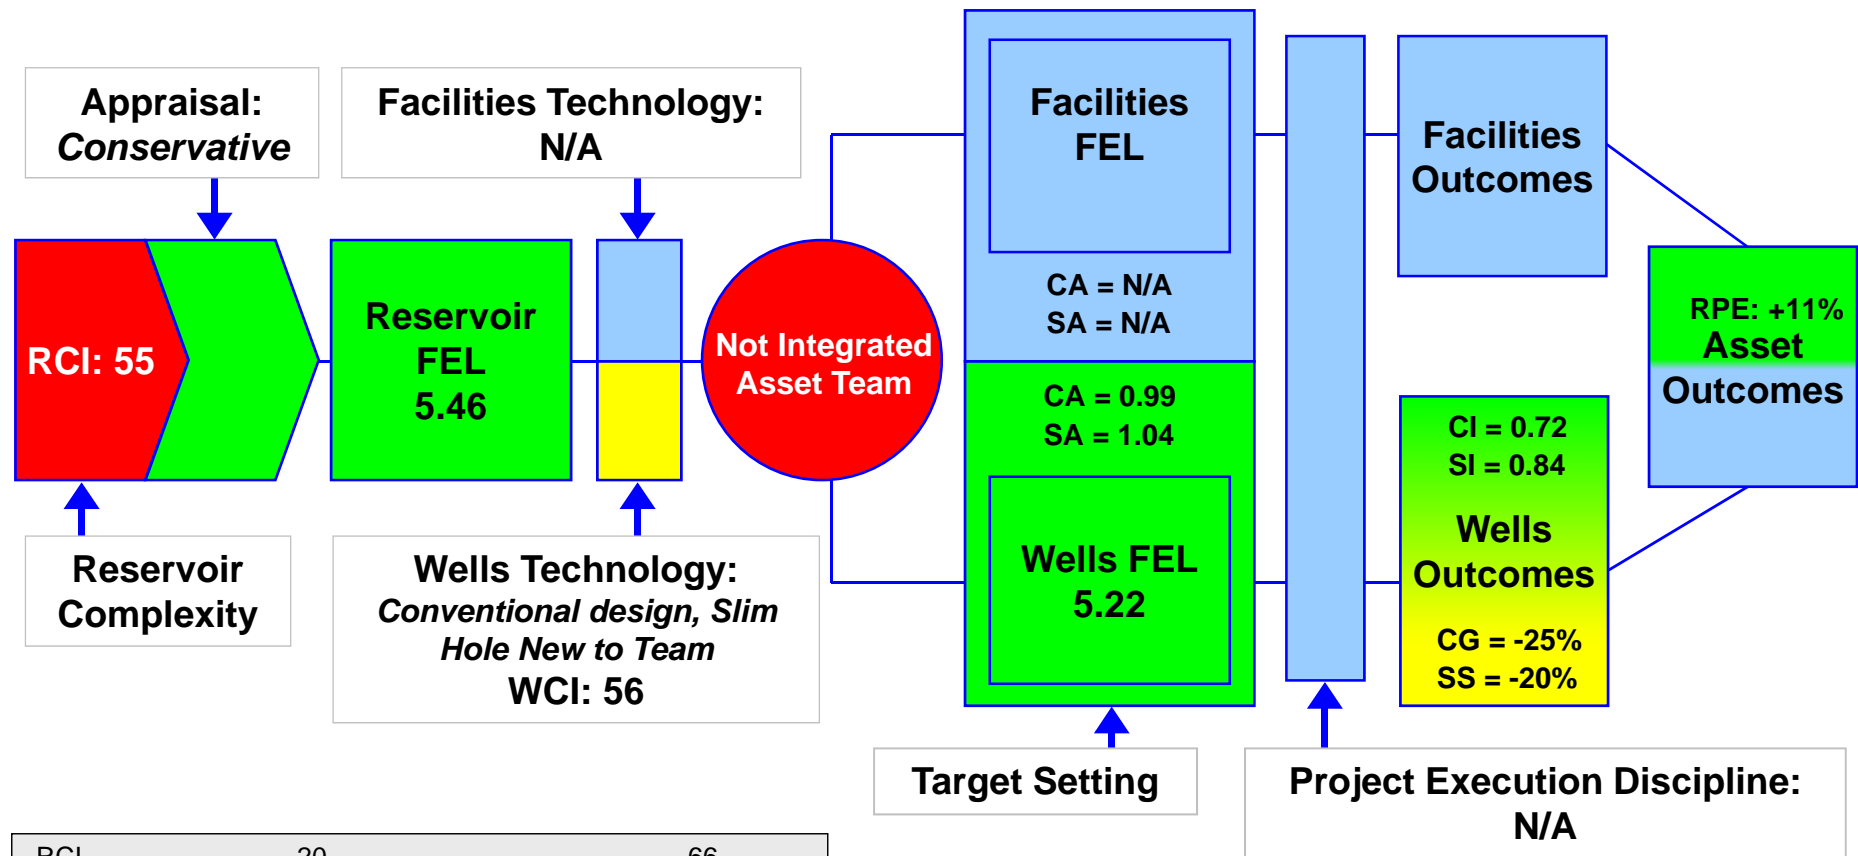 Appraisal:
Conservative
Facilities Technology:
N/A
Facilities
FEL
CA = N/A
SA = N/A
Facilities
Outcomes
RCI: 55
Reservoir
FEL
5.46
Not Integrated
Asset Team
RPE: +11%
Asset
Outcomes
CA = 0.99
SA = 1.04
Wells FEL
5.22
CI = 0.72
SI = 0.84
Wells
Outcomes
CG = -25%
SS = -20%
Reservoir
Complexity
Wells Technology:
Conventional design, Slim
Hole New to Team
WCI: 56
Target Setting
Project Execution Discipline:
N/A
RCI 20 66